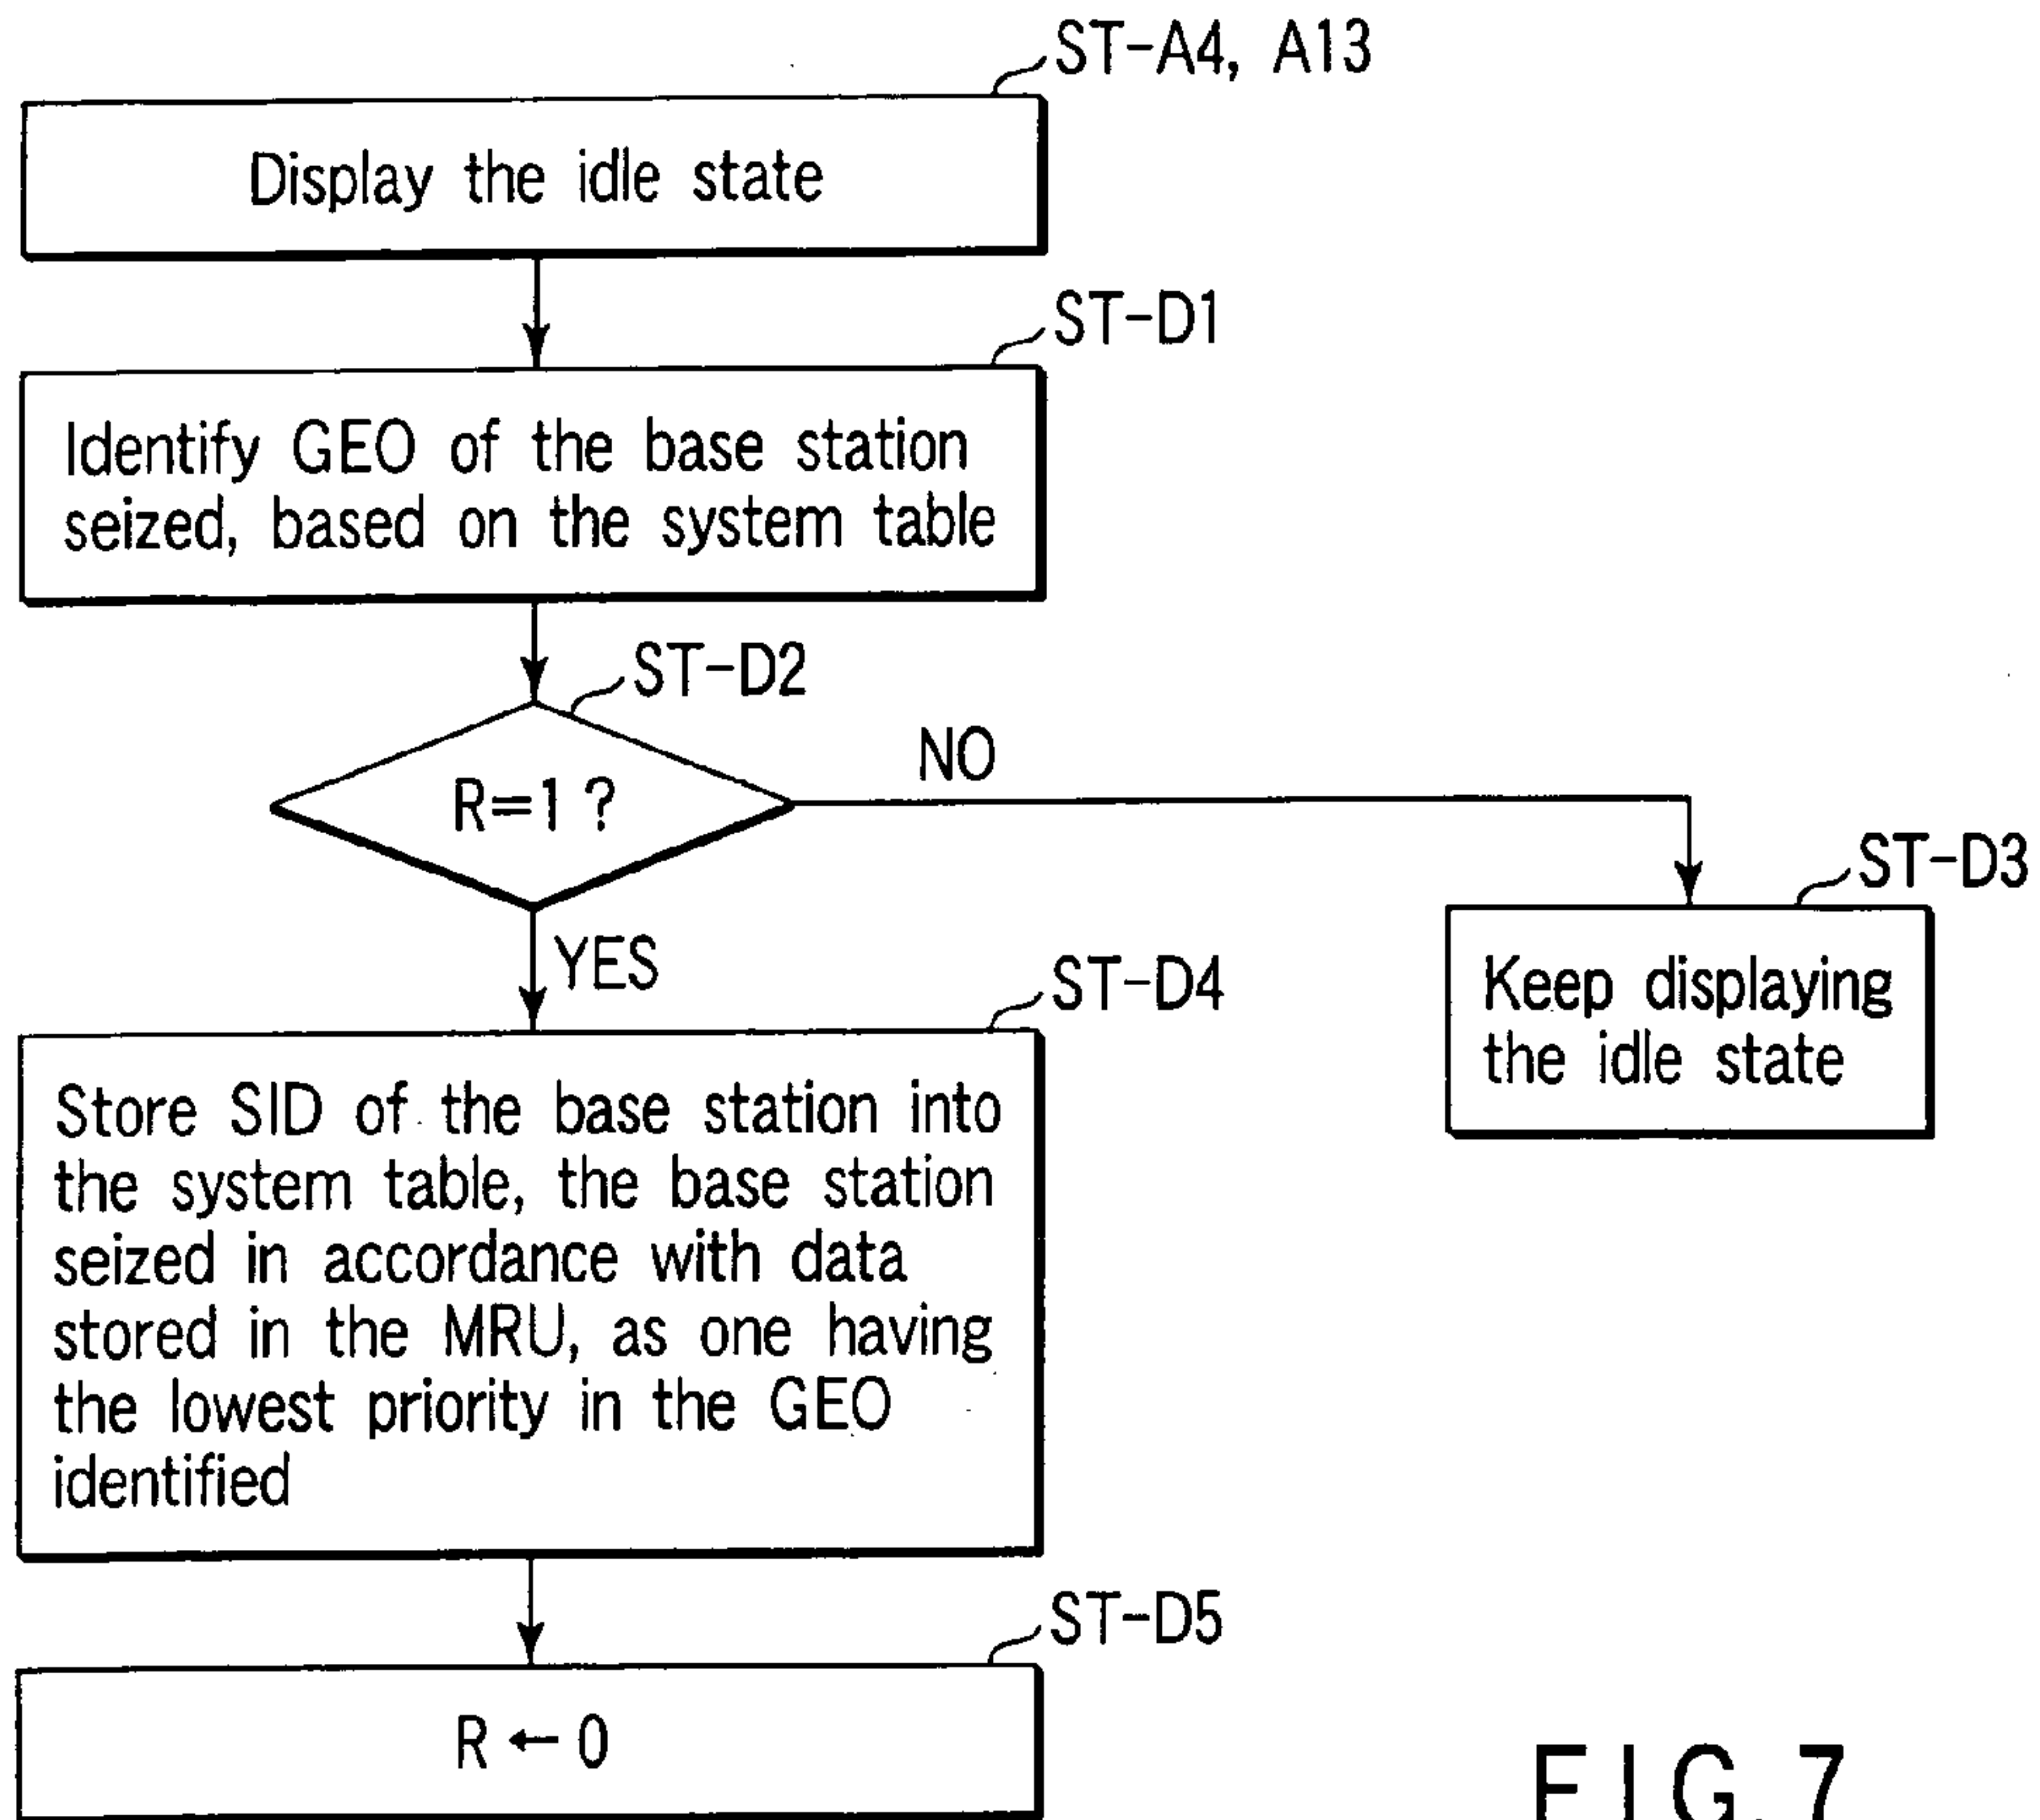 ST-A4, A13
Display the idle state
ST-D1
Identify GEO of the base station
seized, based on the system table
ST-D2
R=1 ?
NO
YES
ST-D3
Keep displaying
the idle state
ST-D4
Store SID of the base station into
the system table, the base station
seized in accordance with data
stored in the MRU, as one having
the lowest priority in the GEO
identified
ST-D5
R ← 0
FIG. 7